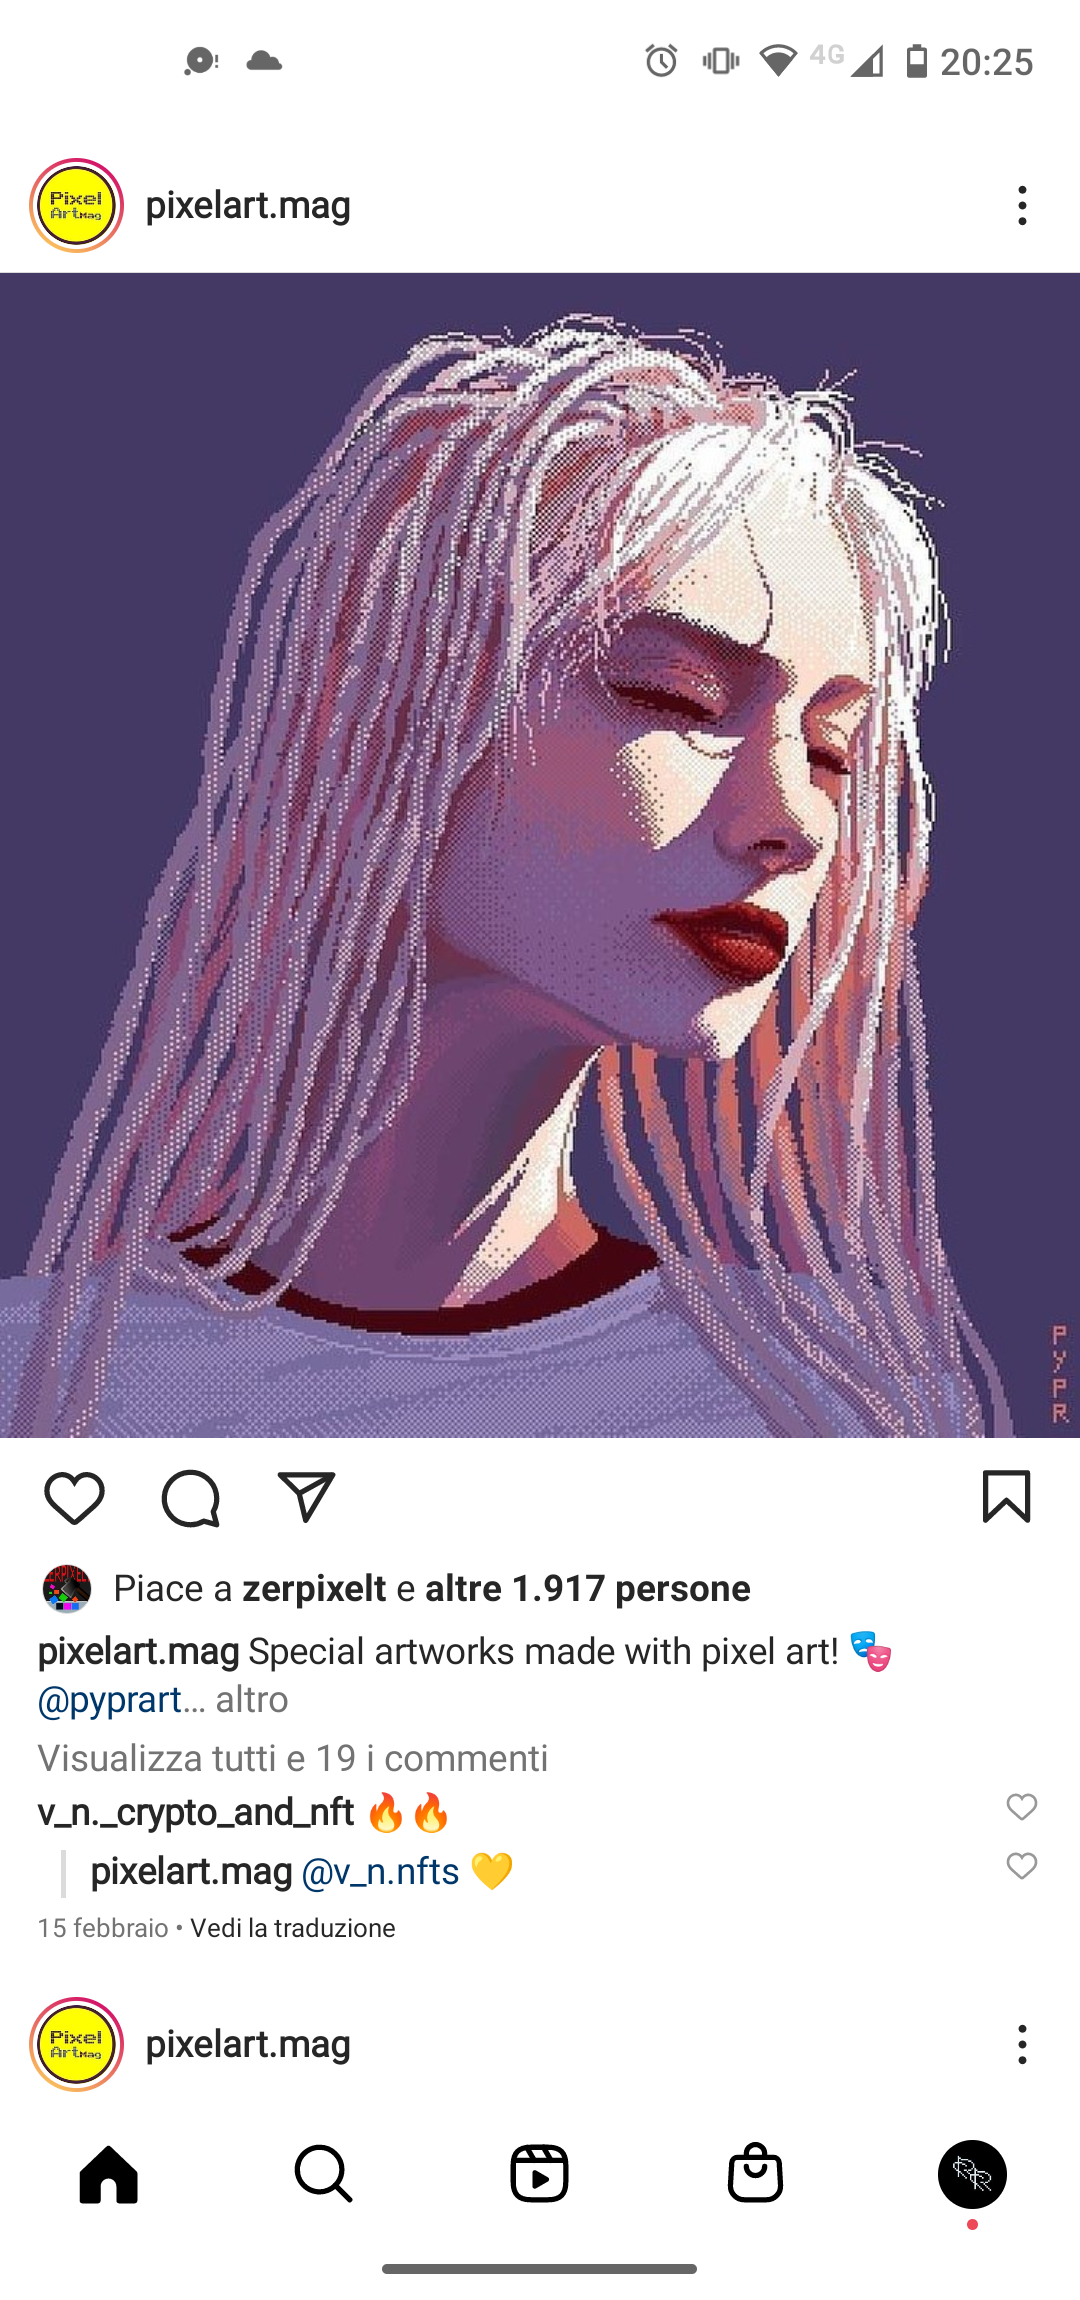 4G 20:25
Pixel
ArtMag
pixelart.mag
PYPR
Piace a zerpixelt e altre 1.917 persone
pixelart.mag Special artworks made with pixel art! 🎭
@pyprart... altro
Visualizza tutti e 19 i commenti
v_n._crypto_and_nft 🔥🔥
pixelart.mag @v_n.nfts 💛
15 febbraio • Vedi la traduzione
Pixel
ArtMag
pixelart.mag